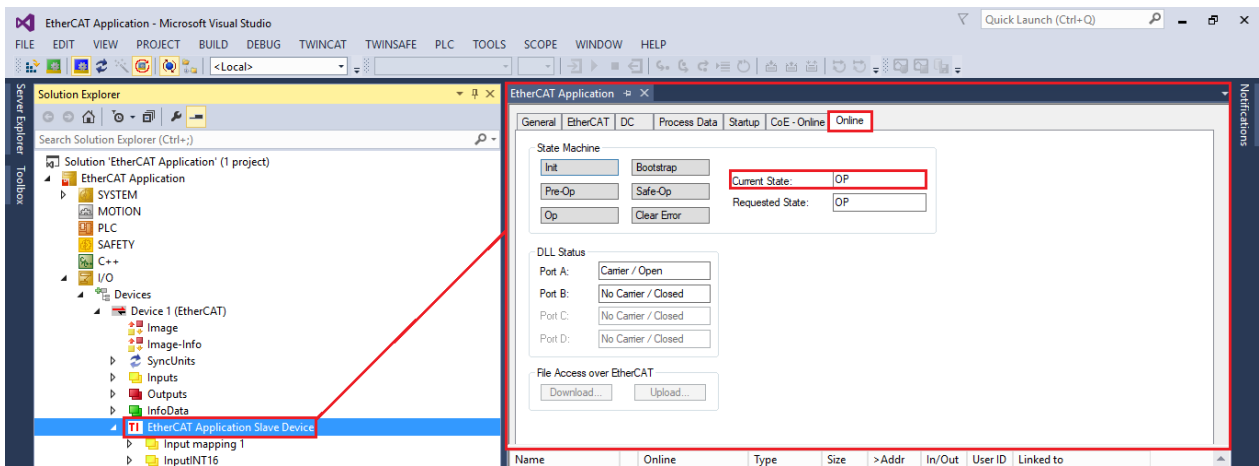 EtherCAT Application - Microsoft Visual Studio
Quick Launch (Ctrl+Q)
FILE EDIT VIEW PROJECT BUILD DEBUG TWINCAT TWINSAFE PLC TOOLS SCOPE WINDOW HELP
<Local>
Server Explorer
Toolbox
Solution Explorer
Search Solution Explorer (Ctrl+;)
Solution 'EtherCAT Application' (1 project)
EtherCAT Application
SYSTEM
MOTION
PLC
SAFETY
C++
I/O
Devices
Device 1 (EtherCAT)
Image
Image-Info
SyncUnits
Inputs
Outputs
InfoData
TI EtherCAT Application Slave Device
Input mapping 1
InputINT16
EtherCAT Application
General EtherCAT DC Process Data Startup CoE - Online Online
State Machine
Init Bootstrap
Pre-Op Safe-Op
Op Clear Error
Current State: OP
Requested State: OP
DLL Status
Port A: Carrier / Open
Port B: No Carrier / Closed
Port C: No Carrier / Closed
Port D: No Carrier / Closed
File Access over EtherCAT
Download... Upload...
Name Online Type Size >Addr In/Out User ID Linked to
Notifications